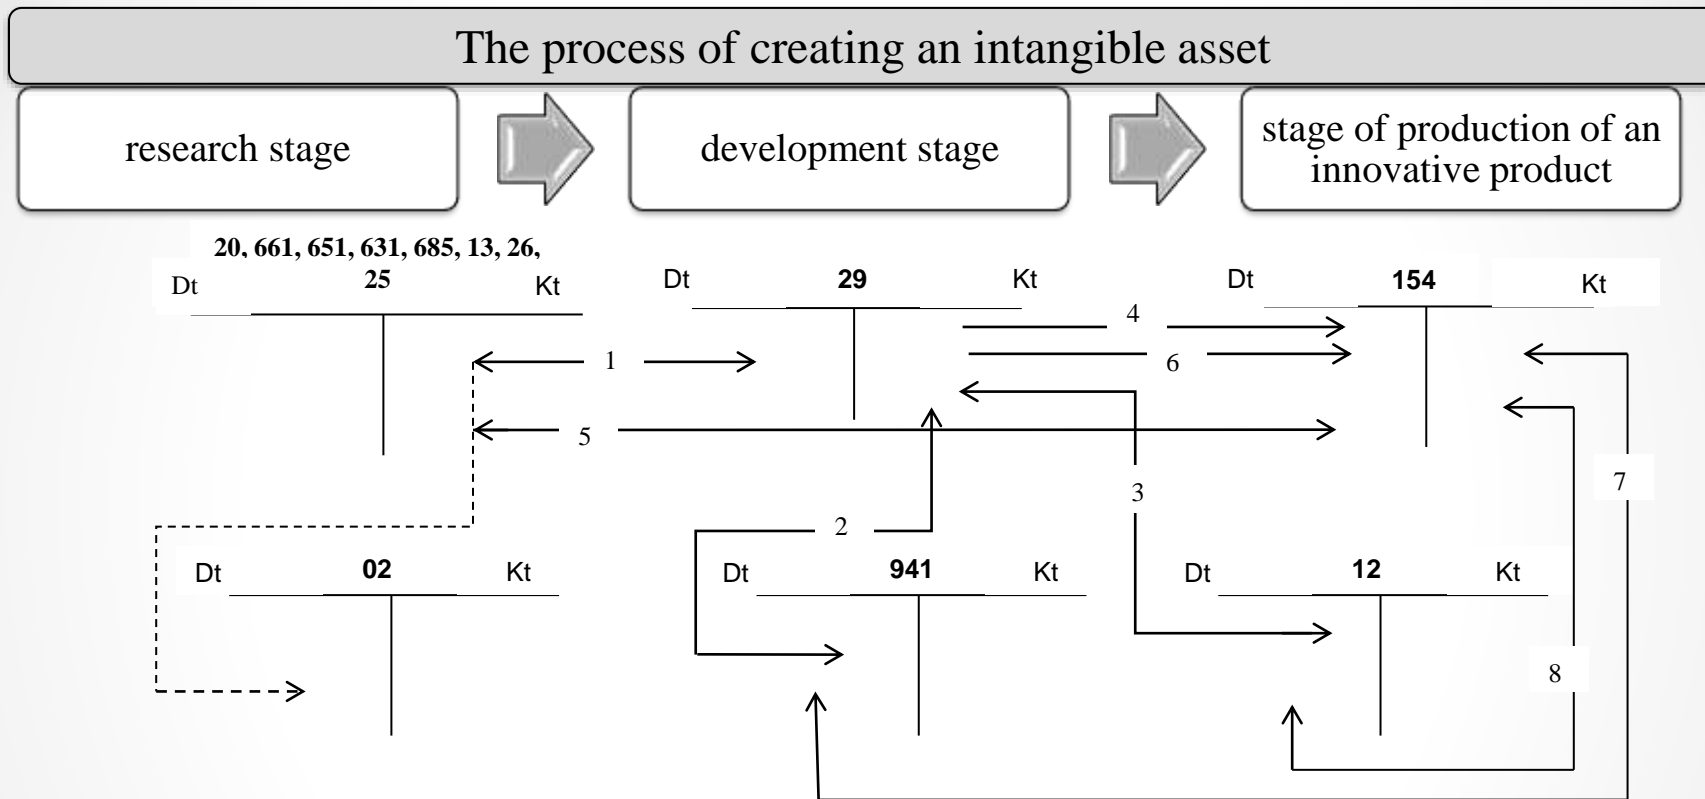 The process of creating an intangible asset
research stage
development stage
stage of production of an
innovative product
20, 661, 651, 631, 685, 13, 26,
Dt 25 Kt
Dt 29 Kt
Dt 154 Kt
4
1
6
5
7
3
2
Dt 02 Kt
Dt 941 Kt
Dt 12 Kt
8